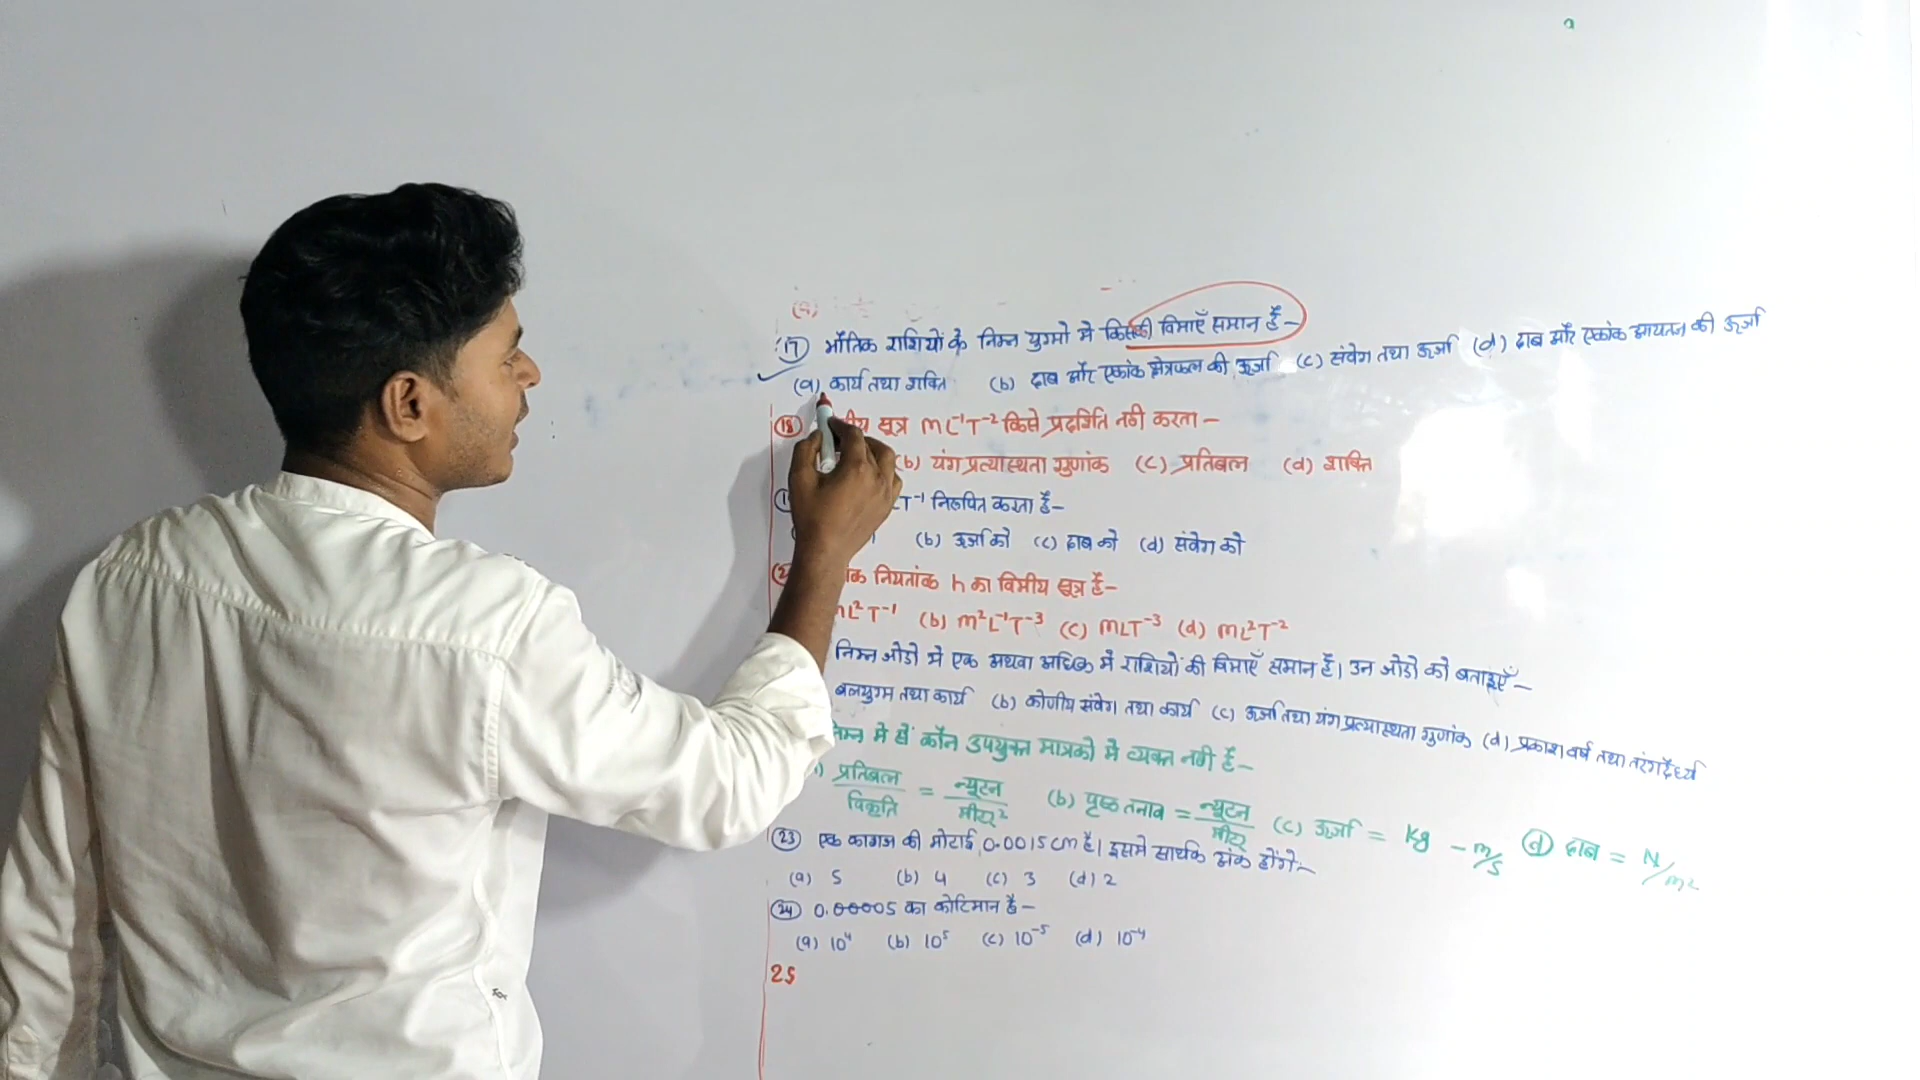 (17) भौतिक राशियों के निम्न युग्मो मे किसकी विमाएँ समान हैं-
(a) कार्य तथा शक्ति (b) दाब और एकांक क्षेत्रफल की ऊर्जा (c) संवेग तथा ऊर्जा (d) दाब और एकांक आयतन की ऊर्जा
(18) सूत्र ML⁻¹T⁻² किसे प्रदर्शित नही करता-
(b) यंग प्रत्यास्थता गुणांक (c) प्रतिबल (d) शक्ति
T⁻¹ निरूपित करता हैं-
(b) ऊर्जा को (c) दाब को (d) संवेग को
नियतांक h का विमीय सूत्र हैं-
ML²T⁻¹ (b) M²L⁻¹T⁻³ (c) MLT⁻³ (d) ML²T⁻²
निम्न जोडो मे एक अथवा अधिक में राशियों की विमाएँ समान हैं। उन जोडो को बताइएँ-
बलयुग्म तथा कार्य (b) कोणीय संवेग तथा कार्य (c) ऊर्जा तथा यंग प्रत्यास्थता गुणांक (d) प्रकाश वर्ष तथा तरंगदैर्ध्य
मे से कौन उपयुक्त मात्रको मे व्यक्त नही हैं-
प्रतिबल/विकृति = न्यूटन/मीटर² (b) पृष्ठ तनाव = न्यूटन/मीटर (c) ऊर्जा = Kg - m/s (d) दाब = N/m²
(23) एक कागज की मोटाई 0.0015 cm है। इसमे सार्थक अंक होंगे-
(a) 5 (b) 4 (c) 3 (d) 2
(24) 0.00005 का कोटिमान हैं-
(a) 10⁴ (b) 10⁵ (c) 10⁻⁵ (d) 10⁻⁴
25